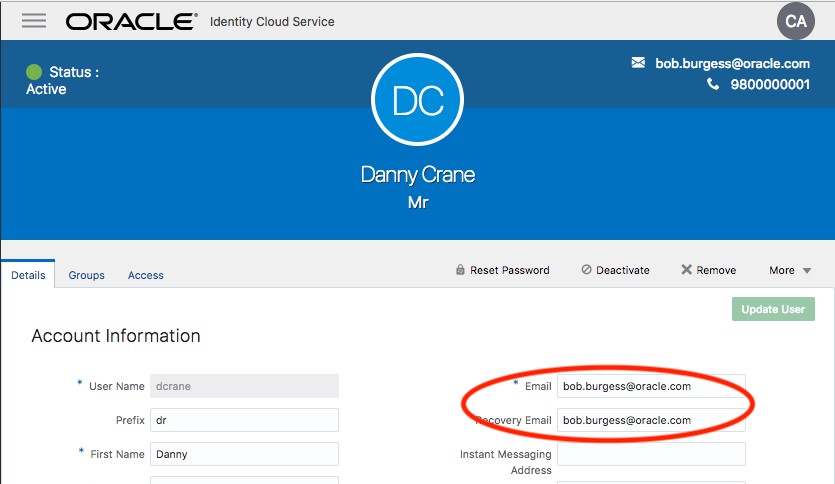 ORACLE® Identity Cloud Service
CA
Status :
Active
bob.burgess@oracle.com
9800000001
DC
Danny Crane
Mr
Details
Groups
Access
Reset Password
Deactivate
Remove
More
Update User
Account Information
* User Name dcrane
Prefix dr
* First Name Danny
* Email bob.burgess@oracle.com
Recovery Email bob.burgess@oracle.com
Instant Messaging
Address